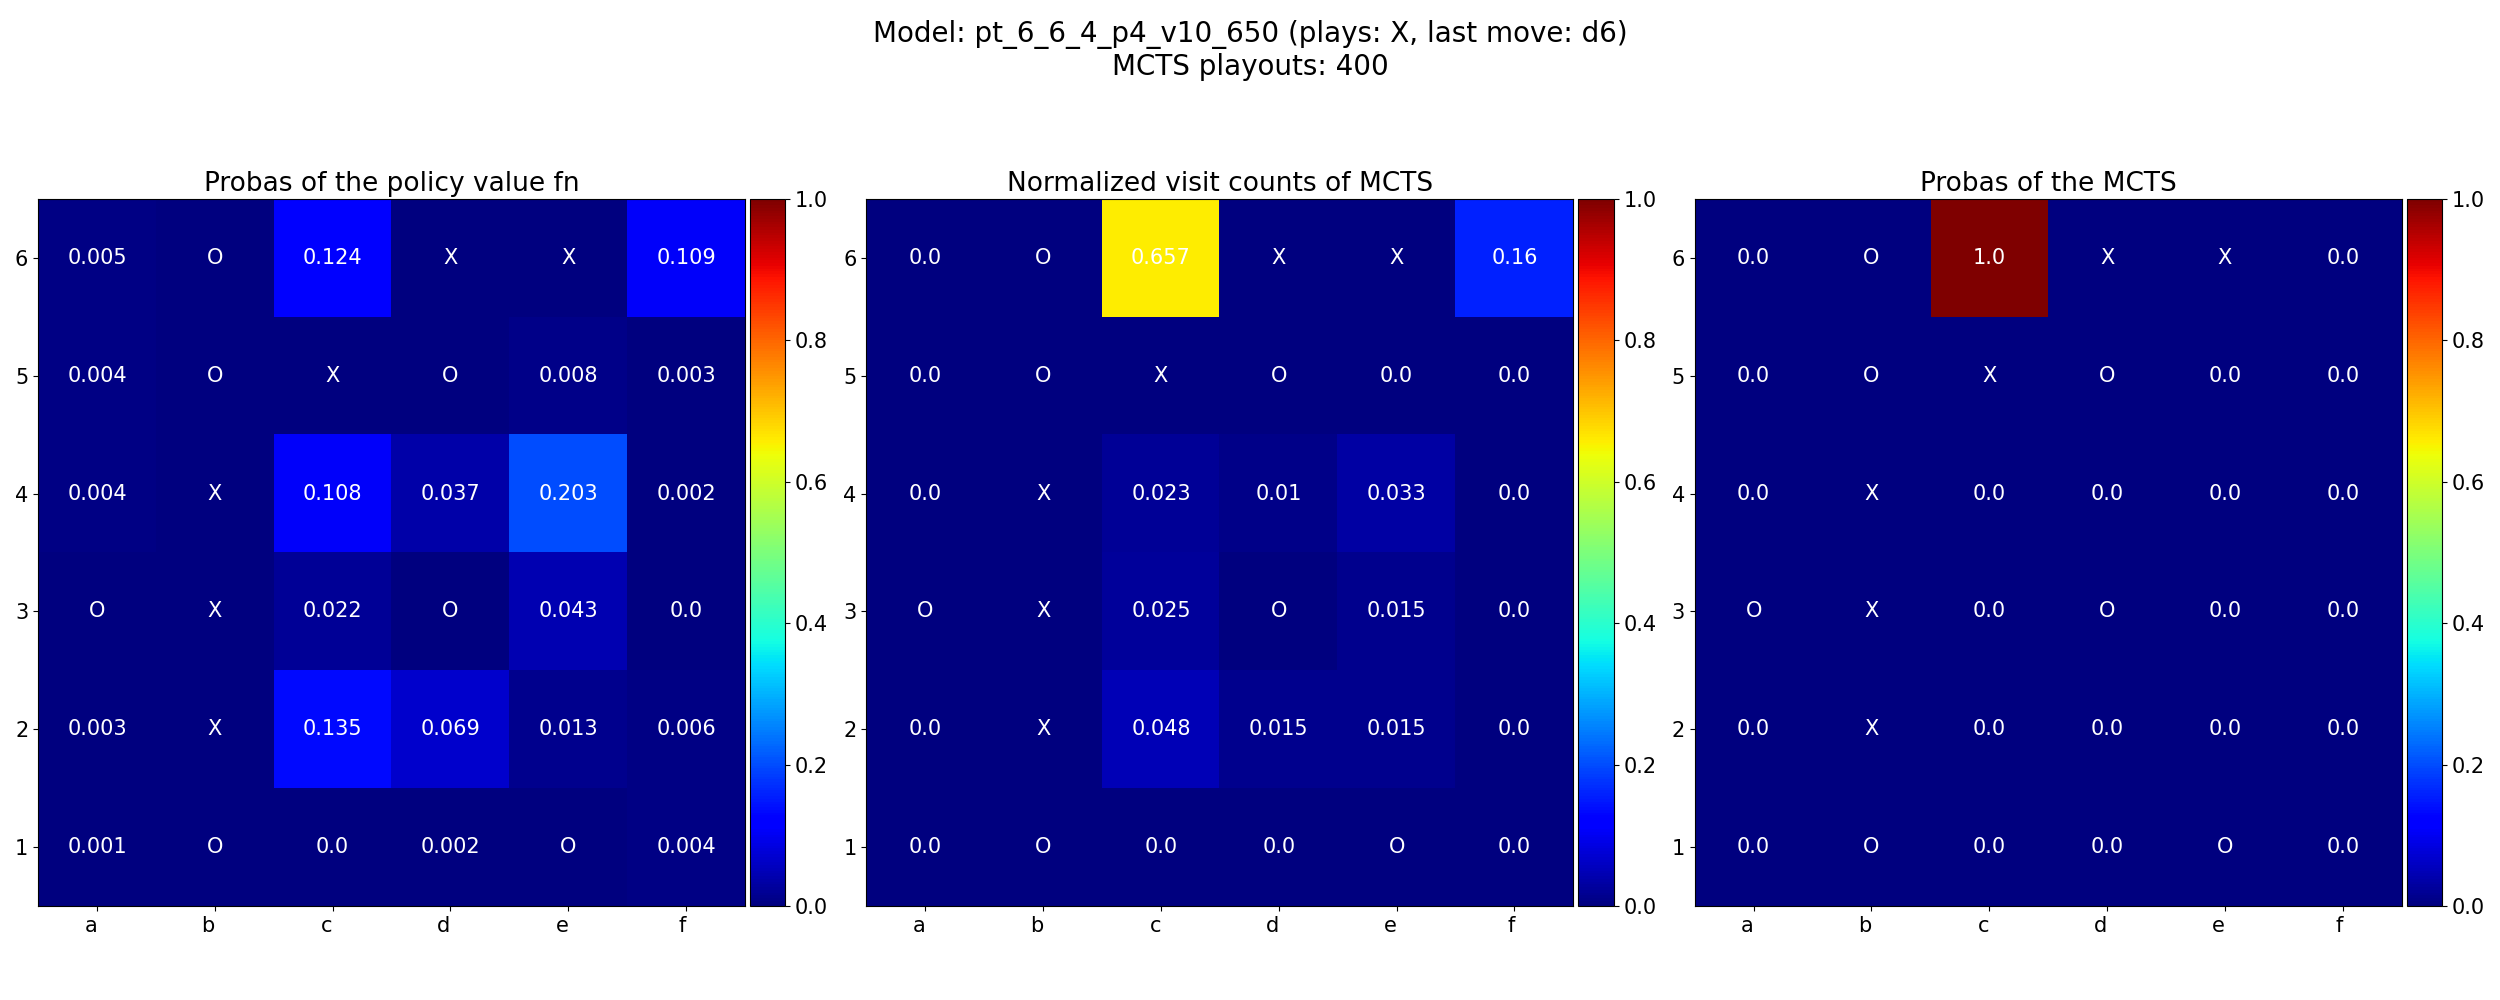 Model: pt_6_6_4_p4_v10_650 (plays: X, last move: d6)
MCTS playouts: 400
Probas of the policy value fn
6 0.005 O 0.124 X X 0.109
5 0.004 O X O 0.008 0.003
4 0.004 X 0.108 0.037 0.203 0.002
3 O X 0.022 O 0.043 0.0
2 0.003 X 0.135 0.069 0.013 0.006
1 0.001 O 0.0 0.002 O 0.004
a b c d e f
1.0
0.8
0.6
0.4
0.2
0.0
Normalized visit counts of MCTS
6 0.0 O 0.657 X X 0.16
5 0.0 O X O 0.0 0.0
4 0.0 X 0.023 0.01 0.033 0.0
3 O X 0.025 O 0.015 0.0
2 0.0 X 0.048 0.015 0.015 0.0
1 0.0 O 0.0 0.0 O 0.0
a b c d e f
1.0
0.8
0.6
0.4
0.2
0.0
Probas of the MCTS
6 0.0 O 1.0 X X 0.0
5 0.0 O X O 0.0 0.0
4 0.0 X 0.0 0.0 0.0 0.0
3 O X 0.0 O 0.0 0.0
2 0.0 X 0.0 0.0 0.0 0.0
1 0.0 O 0.0 0.0 O 0.0
a b c d e f
1.0
0.8
0.6
0.4
0.2
0.0